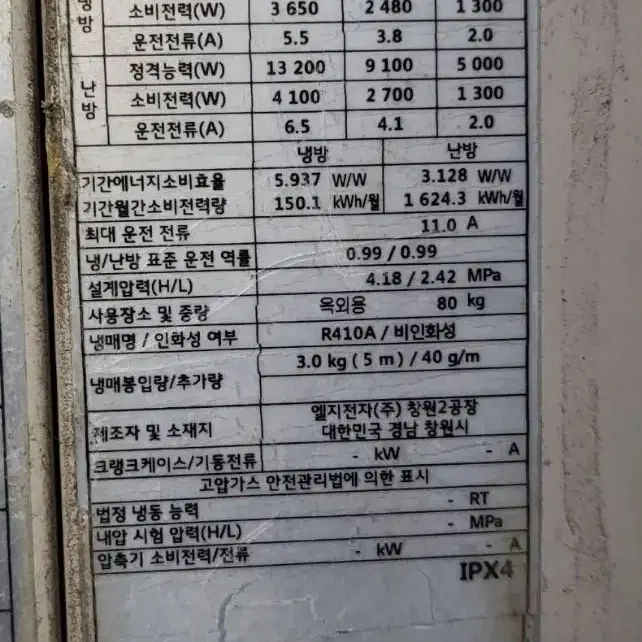 냉방 소비전력(W) 3 650 2 480 1 300
운전전류(A) 5.5 3.8 2.0
난방 정격능력(W) 13 200 9 100 5 000
소비전력(W) 4 100 2 700 1 300
운전전류(A) 6.5 4.1 2.0
냉방 난방
기간에너지소비효율 5.937 W/W 3.128 W/W
기간월간소비전력량 150.1 kWh/월 1 624.3 kWh/월
최대 운전 전류 11.0 A
냉/난방 표준 운전 역률 0.99 / 0.99
설계압력(H/L) 4.18 / 2.42 MPa
사용장소 및 중량 옥외용 80 kg
냉매명 / 인화성 여부 R410A / 비인화성
냉매봉입량/추가량 3.0 kg ( 5 m ) / 40 g/m
제조자 및 소재지 엘지전자(주) 창원2공장
대한민국 경남 창원시
크랭크케이스/기동전류 - kW - A
고압가스 안전관리법에 의한 표시
법정 냉동 능력 - RT
내압 시험 압력(H/L) - MPa
압축기 소비전력/전류 - kW - A
IPX4